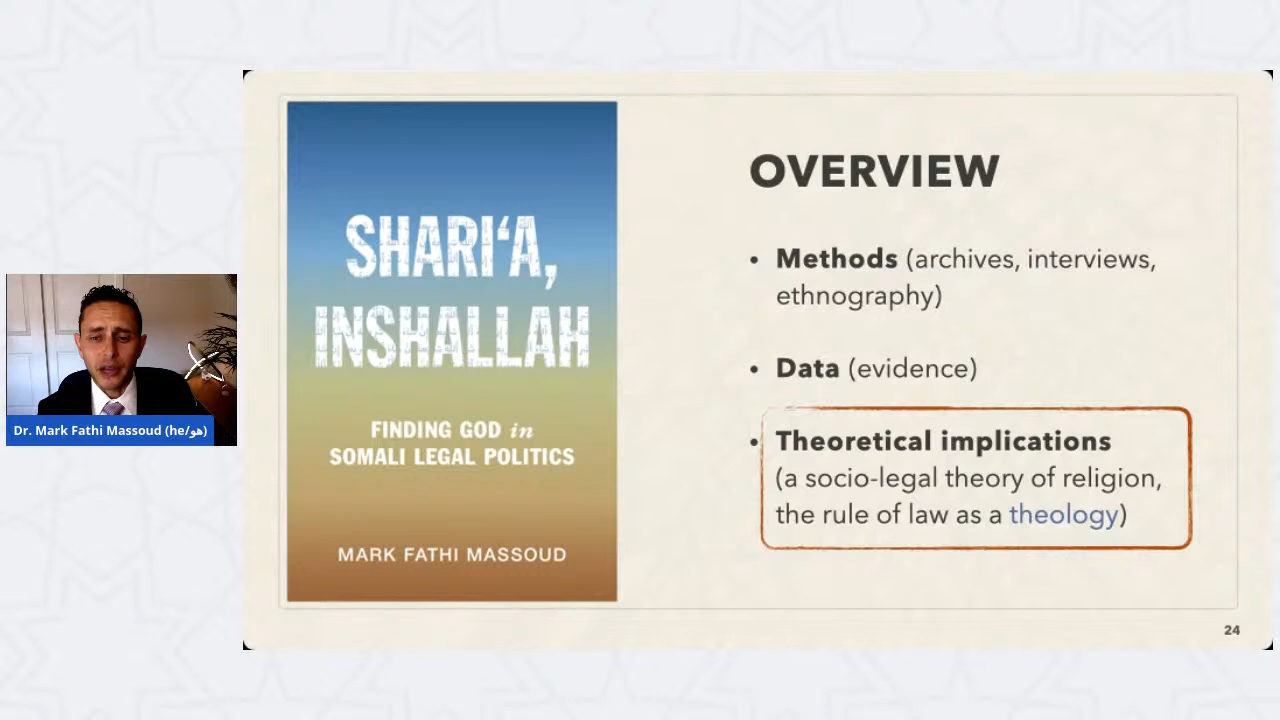 SHARI‘A,
INSHALLAH
FINDING GOD in
SOMALI LEGAL POLITICS
MARK FATHI MASSOUD
OVERVIEW
• Methods (archives, interviews,
ethnography)
• Data (evidence)
• Theoretical implications
(a socio-legal theory of religion,
the rule of law as a theology)
24
Dr. Mark Fathi Massoud (he/هو)